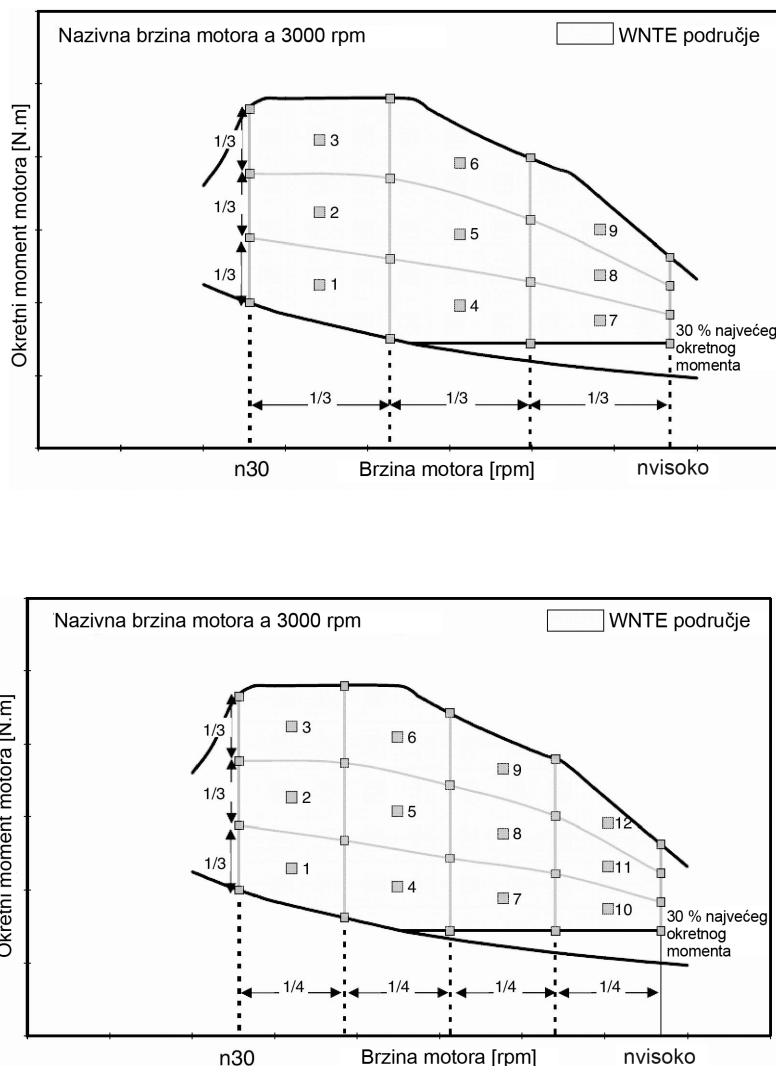 Nazivna brzina motora a 3000 rpm
WNTE područje
Okretni moment motora [N.m]
1/3
1/3
1/3
3
6
2
9
5
8
1
4
7
30 % najvećeg
okretnog
momenta
1/3
1/3
1/3
n30
Brzina motora [rpm]
nvisoko
Nazivna brzina motora a 3000 rpm
WNTE područje
Okretni moment motora [N.m]
1/3
1/3
1/3
3
6
9
2
5
8
12
1
4
7
11
10
30 % najvećeg
okretnog
momenta
1/4
1/4
1/4
1/4
n30
Brzina motora [rpm]
nvisoko